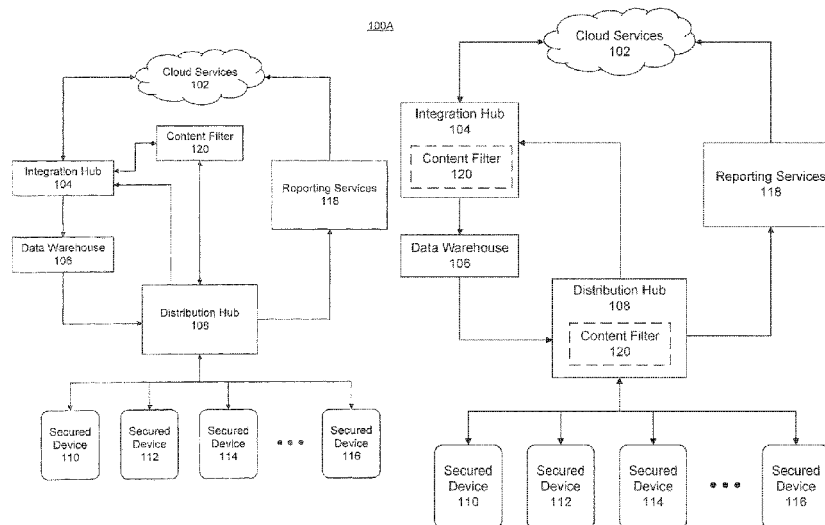 100A
Cloud Services
102
Content Filter
120
Integration Hub
104
Reporting Services
118
Data Warehouse
106
Distribution Hub
108
Secured
Device
110
Secured
Device
112
Secured
Device
114
Secured
Device
116
Cloud Services
102
Integration Hub
104
Content Filter
120
Reporting Services
118
Data Warehouse
106
Distribution Hub
108
Content Filter
120
Secured
Device
110
Secured
Device
112
Secured
Device
114
Secured
Device
116